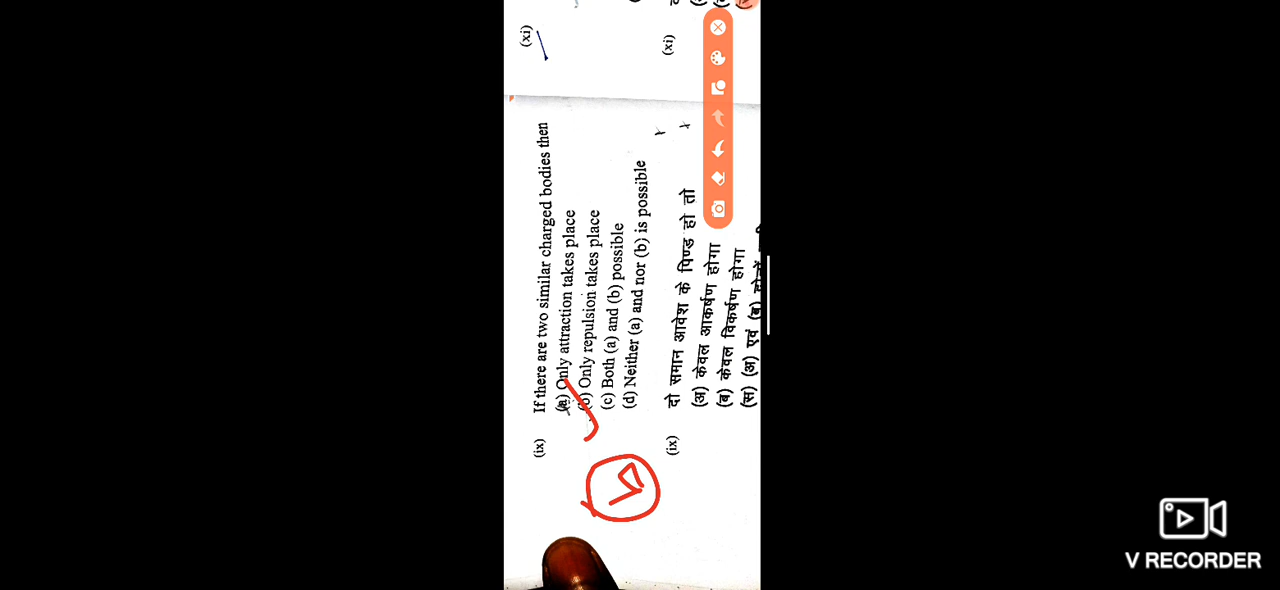 (ix) If there are two similar charged bodies then
(a) Only attraction takes place
(b) Only repulsion takes place
(c) Both (a) and (b) possible
(d) Neither (a) and nor (b) is possible
(ix) दो समान आवेश के पिण्ड हो तो
(अ) केवल आकर्षण होगा
(ब) केवल विकर्षण होगा
(स) (अ) एवं (ब)
(xi)
(xi)
V RECORDER